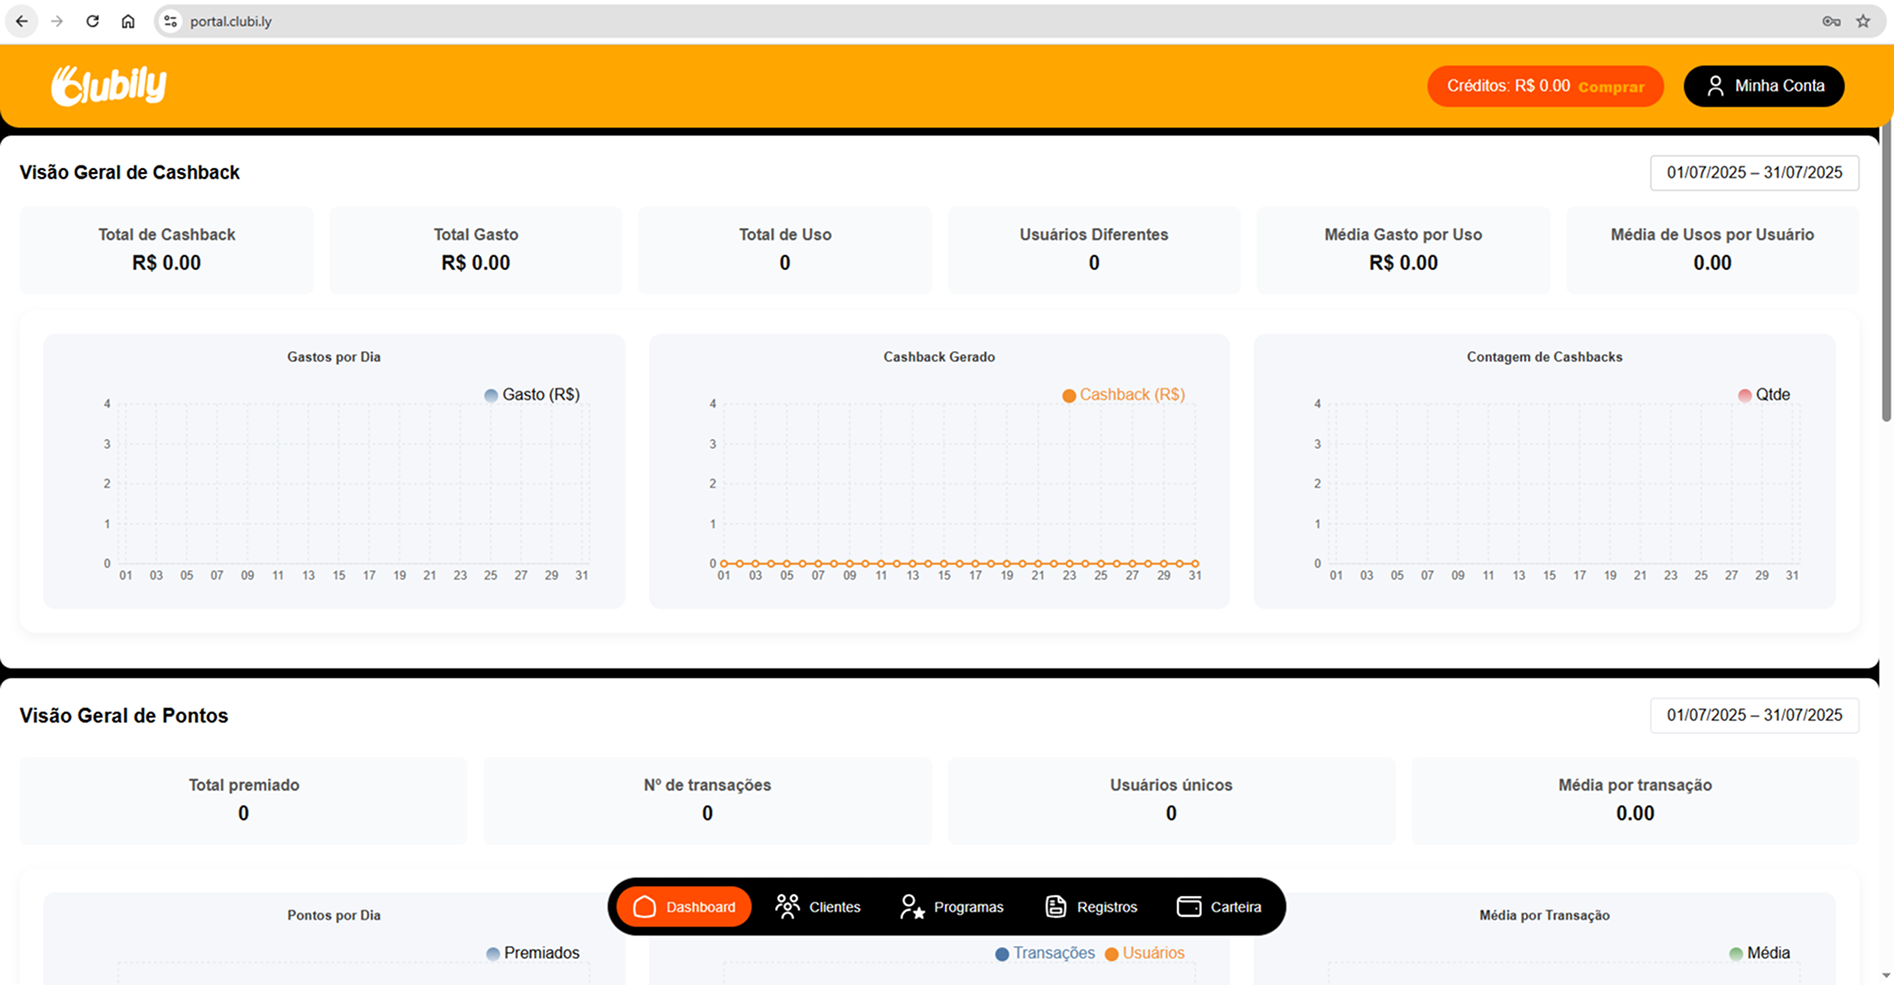 portal.clubi.ly
Clubily
Créditos: R$ 0.00 Comprar
Minha Conta
Visão Geral de Cashback
01/07/2025 – 31/07/2025
Total de Cashback
R$ 0.00
Total Gasto
R$ 0.00
Total de Uso
0
Usuários Diferentes
0
Média Gasto por Uso
R$ 0.00
Média de Usos por Usuário
0.00
Gastos por Dia
Gasto (R$)
4
3
2
1
0
01 03 05 07 09 11 13 15 17 19 21 23 25 27 29 31
Cashback Gerado
Cashback (R$)
4
3
2
1
0
01 03 05 07 09 11 13 15 17 19 21 23 25 27 29 31
Contagem de Cashbacks
Qtde
4
3
2
1
0
01 03 05 07 09 11 13 15 17 19 21 23 25 27 29 31
Visão Geral de Pontos
01/07/2025 – 31/07/2025
Total premiado
0
Nº de transações
0
Usuários únicos
0
Média por transação
0.00
Pontos por Dia
Premiados
Transações Usuários
Média por Transação
Média
Dashboard
Clientes
Programas
Registros
Carteira